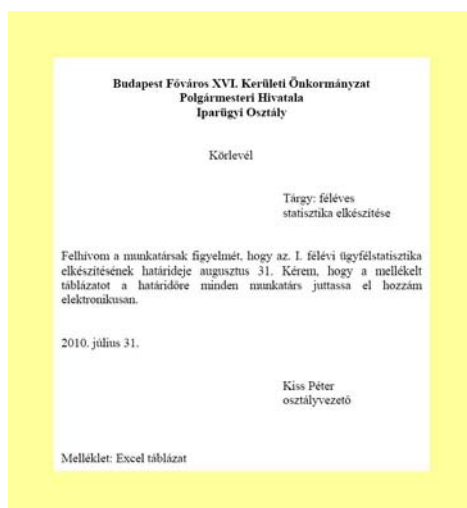 Budapest Főváros XVI. Kerületi Önkormányzat
Polgármesteri Hivatala
Iparügyi Osztály
Körlevél
Tárgy: féléves
statisztika elkészítése
Felhívom a munkatársak figyelmét, hogy az. I. félévi ügyfélstatisztika
elkészítésének határideje augusztus 31. Kérem, hogy a mellékelt
táblázatot a határidőre minden munkatárs juttassa el hozzám
elektronikusan.
2010. július 31.
Kiss Péter
osztályvezető
Melléklet: Excel táblázat